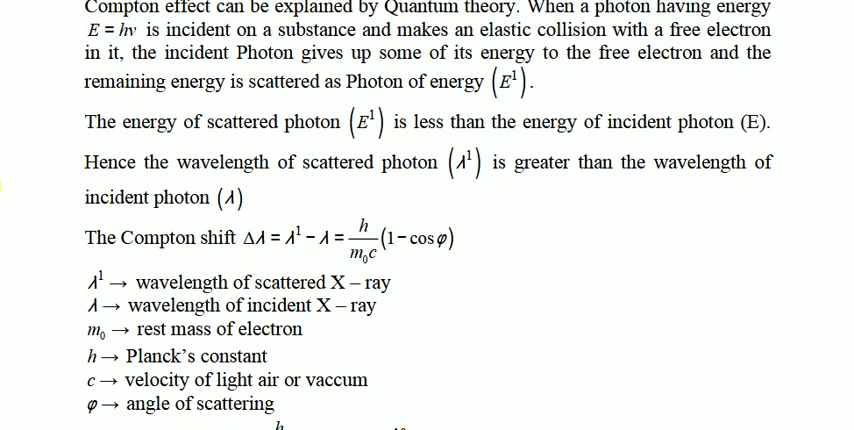 Compton effect can be explained by Quantum theory. When a photon having energy
E = hν is incident on a substance and makes an elastic collision with a free electron
in it, the incident Photon gives up some of its energy to the free electron and the
remaining energy is scattered as Photon of energy (E¹).
The energy of scattered photon (E¹) is less than the energy of incident photon (E).
Hence the wavelength of scattered photon (λ¹) is greater than the wavelength of
incident photon (λ)
The Compton shift Δλ = λ¹ − λ = h/m₀c (1 − cos φ)
λ¹ → wavelength of scattered X – ray
λ → wavelength of incident X – ray
m₀ → rest mass of electron
h → Planck’s constant
c → velocity of light air or vaccum
φ → angle of scattering